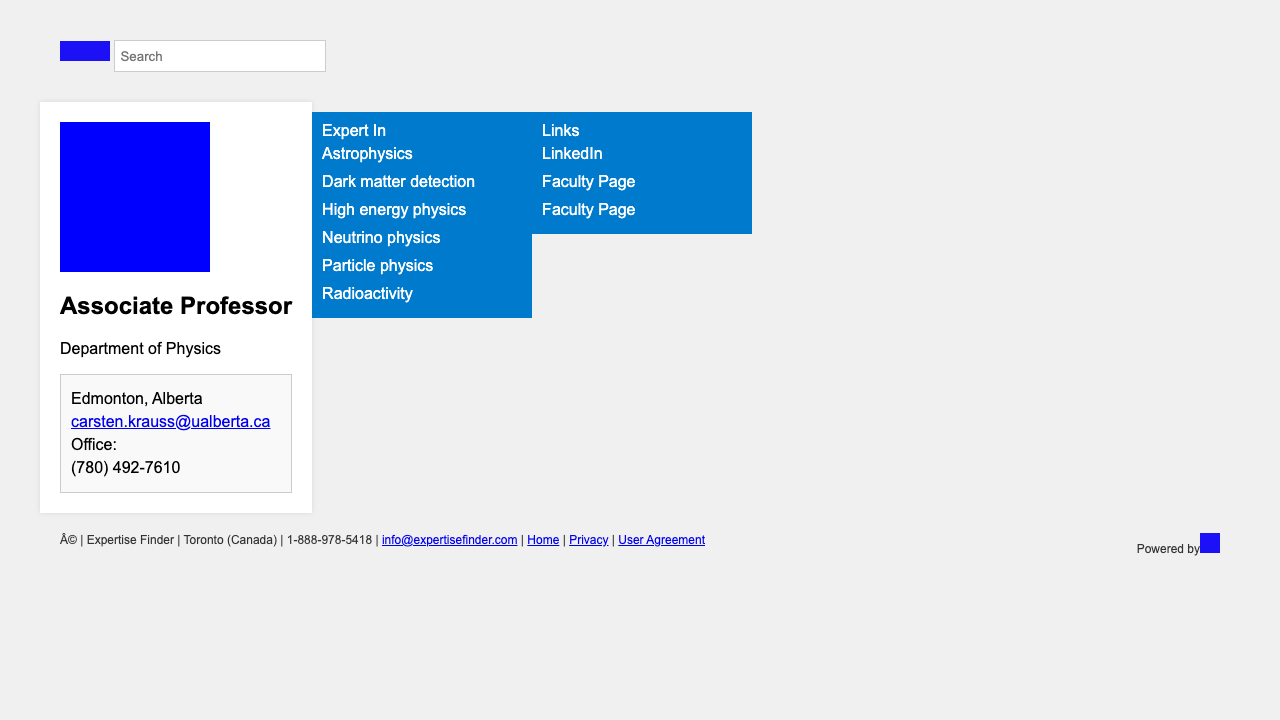 Search
Associate Professor
Department of Physics
Edmonton, Alberta
carsten.krauss@ualberta.ca
Office:
(780) 492-7610
Expert In
Astrophysics
Dark matter detection
High energy physics
Neutrino physics
Particle physics
Radioactivity
Links
LinkedIn
Faculty Page
Faculty Page
Â© | Expertise Finder | Toronto (Canada) | 1-888-978-5418 | info@expertisefinder.com | Home | Privacy | User Agreement
Powered by